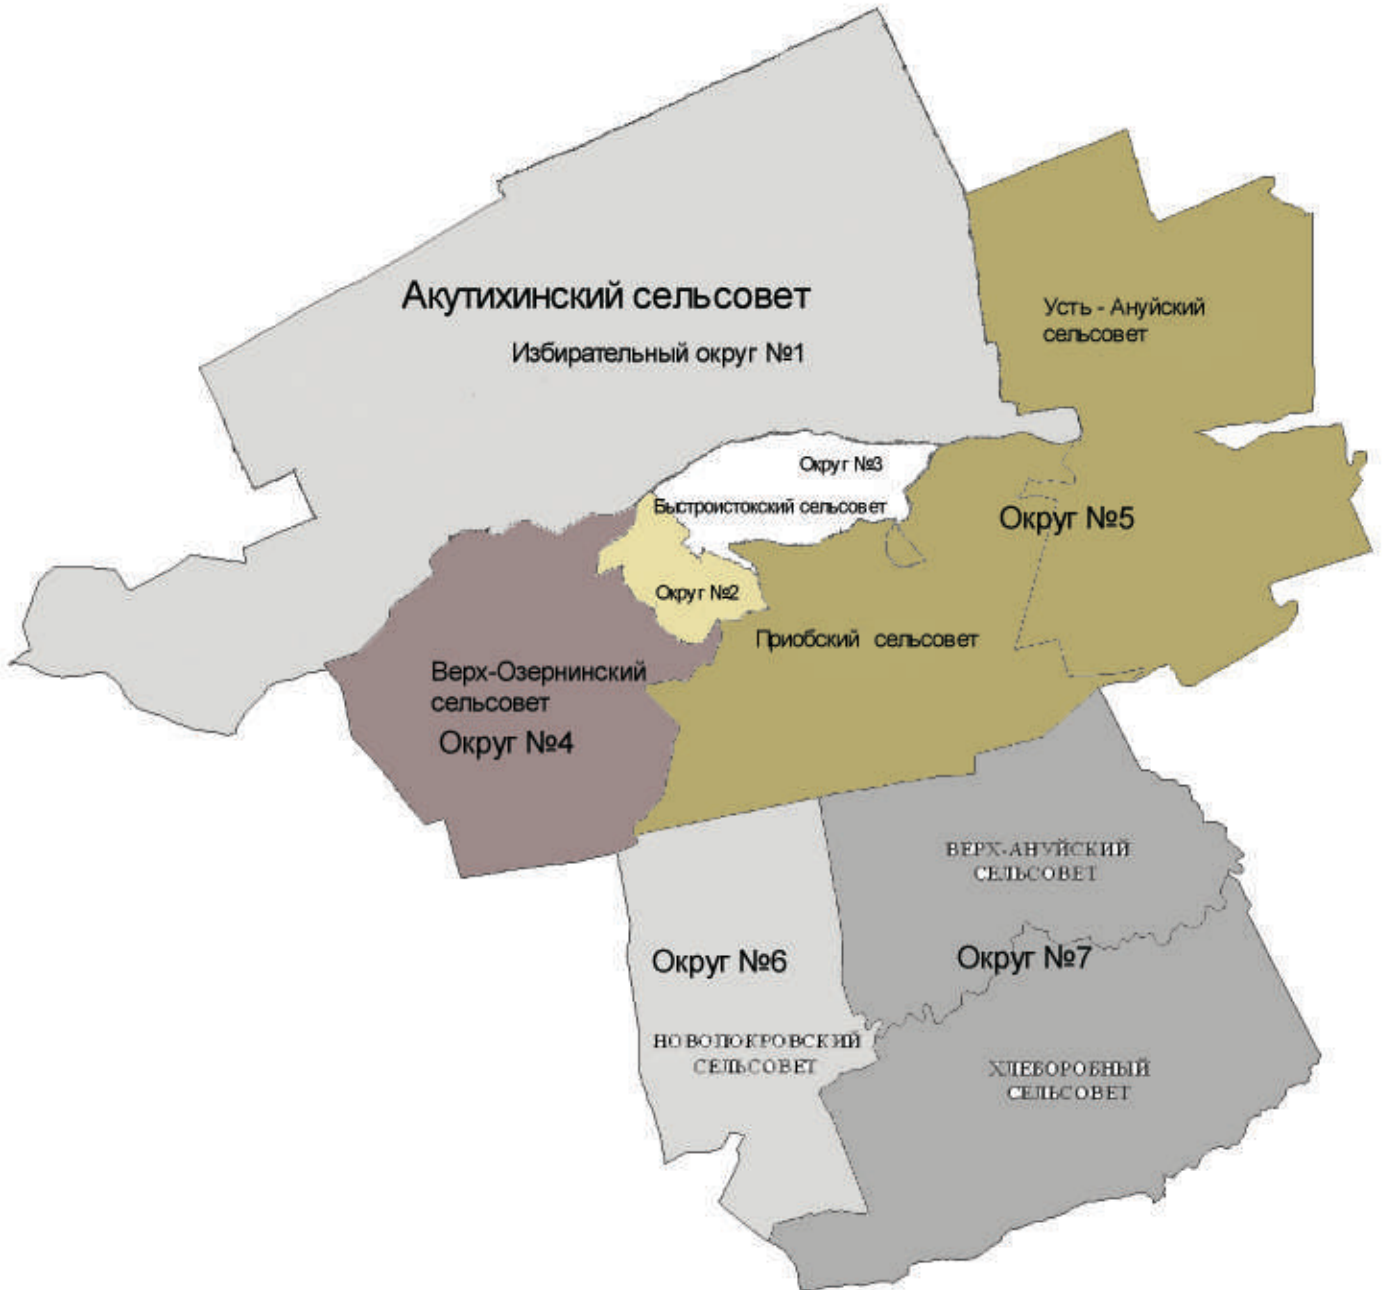 Акутихинский сельсовет
Избирательный округ №1
Усть - Ануйский
сельсовет
Округ №3
Быстроистокский сельсовет
Округ №5
Округ №2
Приобский сельсовет
Верх-Озернинский
сельсовет
Округ №4
ВЕРХ-АНУЙСКИЙ
СЕЛЬСОВЕТ
Округ №6
Округ №7
НОВОПОКРОВСКИЙ
СЕЛЬСОВЕТ
ХЛЕБОРОБНЫЙ
СЕЛЬСОВЕТ